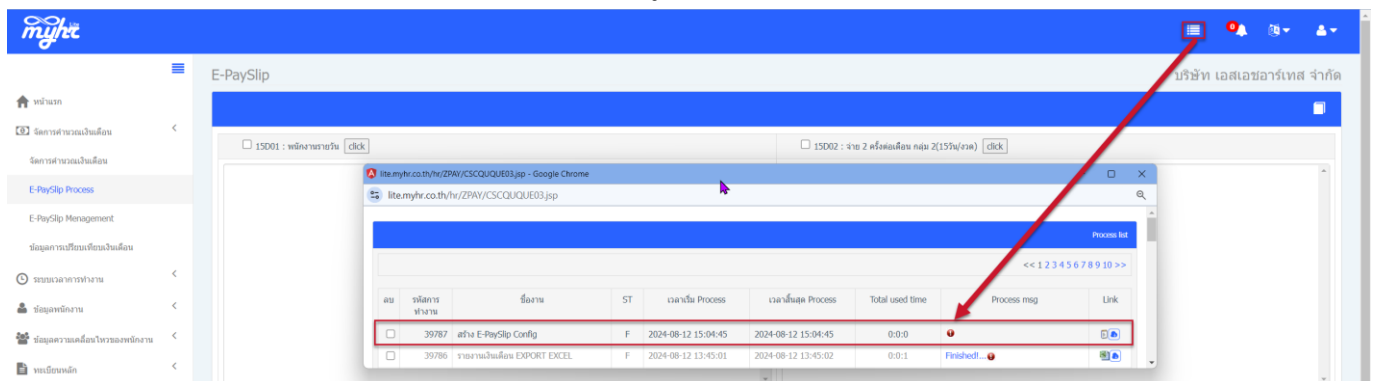 myhr Lite
0
E-PaySlip
บริษัท เอสเอชอาร์เทส จำกัด
หน้าแรก
จัดการคำนวณเงินเดือน
จัดการคำนวณเงินเดือน
E-PaySlip Process
E-PaySlip Menagement
ข้อมูลการเปรียบเทียบเงินเดือน
ระบบเวลาการทำงาน
ข้อมูลพนักงาน
ข้อมูลความเคลื่อนไหวของพนักงาน
ทะเบียนหลัก
15D01 : พนักงานรายวัน click
15D02 : จ่าย 2 ครั้งต่อเดือน กลุ่ม 2(15วัน/งวด) click
lite.myhr.co.th/hr/ZPAY/CSCQUQUE03.jsp - Google Chrome
lite.myhr.co.th/hr/ZPAY/CSCQUQUE03.jsp
Process list
<< 1 2 3 4 5 6 7 8 9 10 >>
ลบ รหัสการทำงาน ชื่องาน ST เวลาเริ่ม Process เวลาสิ้นสุด Process Total used time Process msg Link
39787 สร้าง E-PaySlip Config F 2024-08-12 15:04:45 2024-08-12 15:04:45 0:0:0
39786 รายงานเงินเดือน EXPORT EXCEL F 2024-08-12 13:45:01 2024-08-12 13:45:02 0:0:1 Finished!...